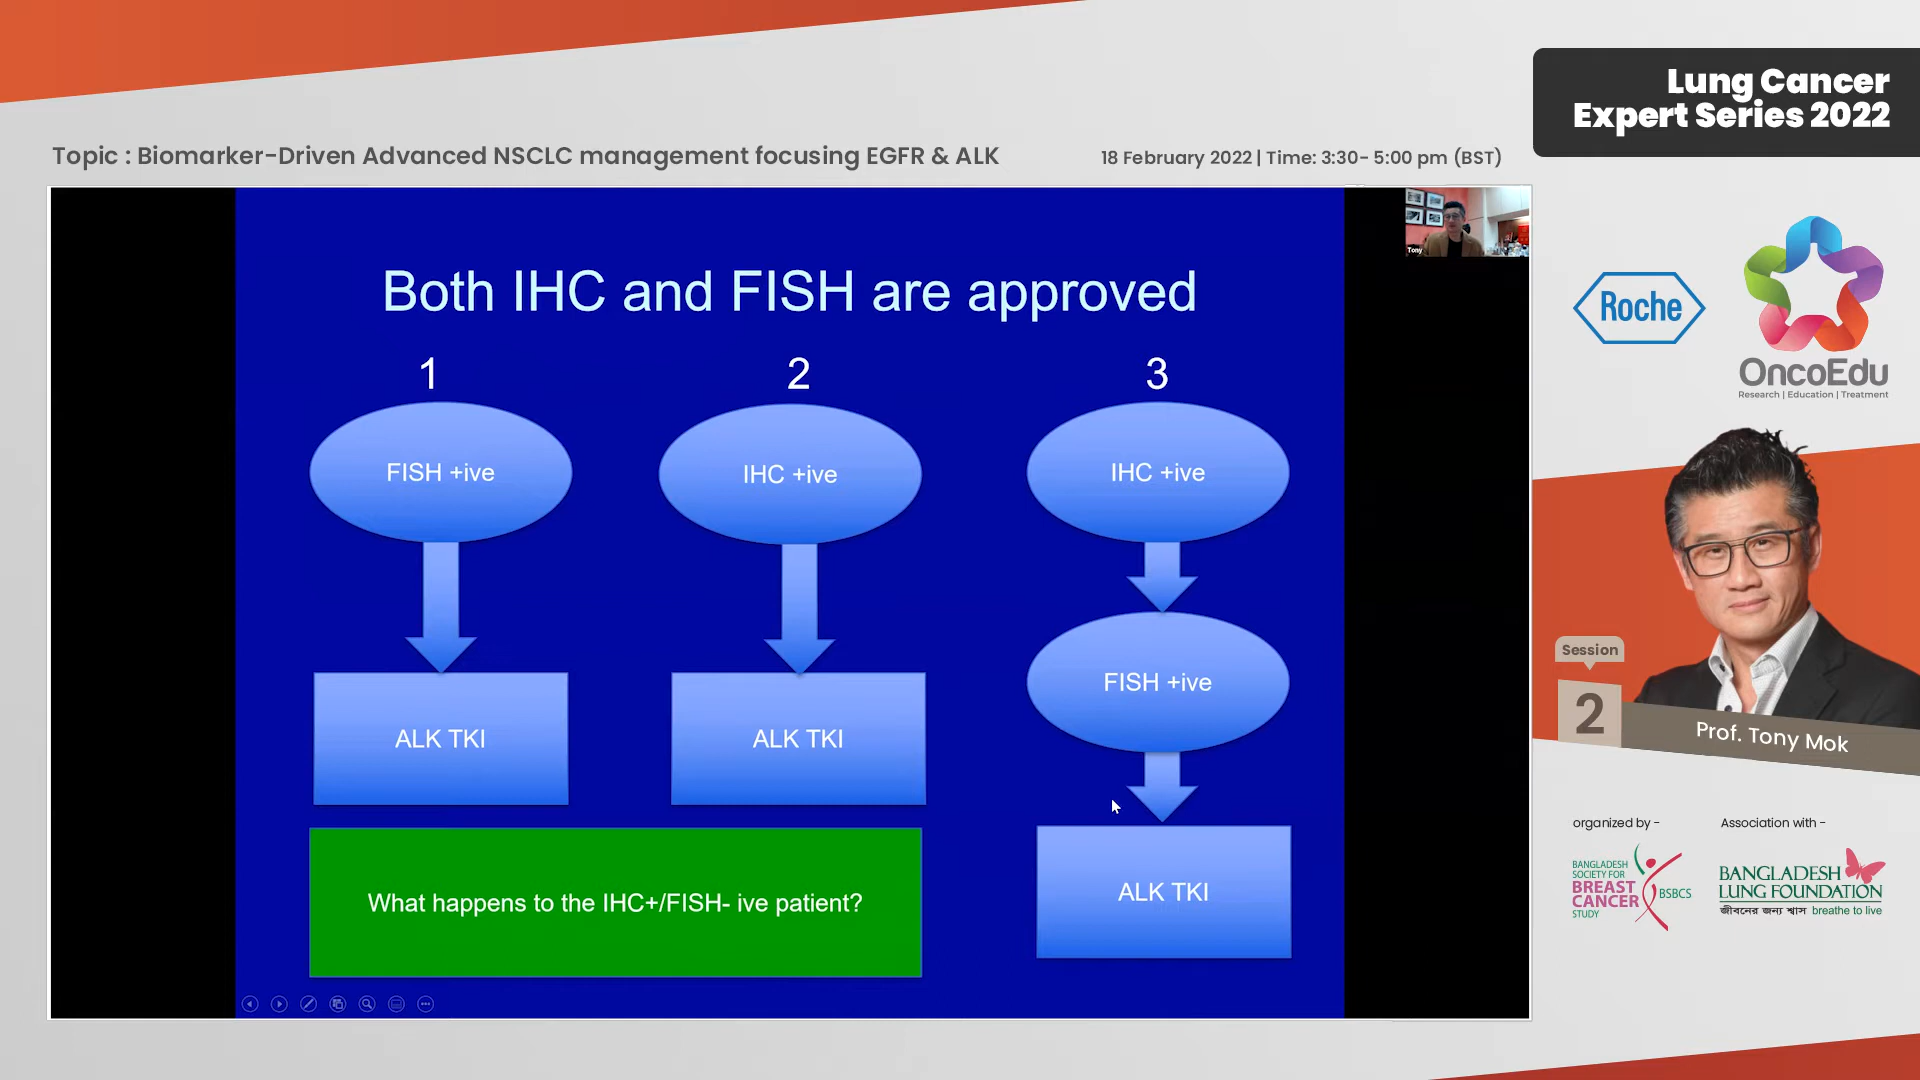 Lung Cancer
Expert Series 2022
Topic : Biomarker-Driven Advanced NSCLC management focusing EGFR & ALK
18 February 2022 | Time: 3:30- 5:00 pm (BST)
Both IHC and FISH are approved
1
2
3
FISH +ive
IHC +ive
IHC +ive
FISH +ive
ALK TKI
ALK TKI
ALK TKI
What happens to the IHC+/FISH- ive patient?
Tony
Roche
OncoEdu
Research | Education | Treatment
Session
2
Prof. Tony Mok
organized by -
BANGLADESH
SOCIETY FOR
BREAST
CANCER
STUDY
BSBCS
Association with -
BANGLADESH
LUNG FOUNDATION
জীবনের জন্য শ্বাস breathe to live